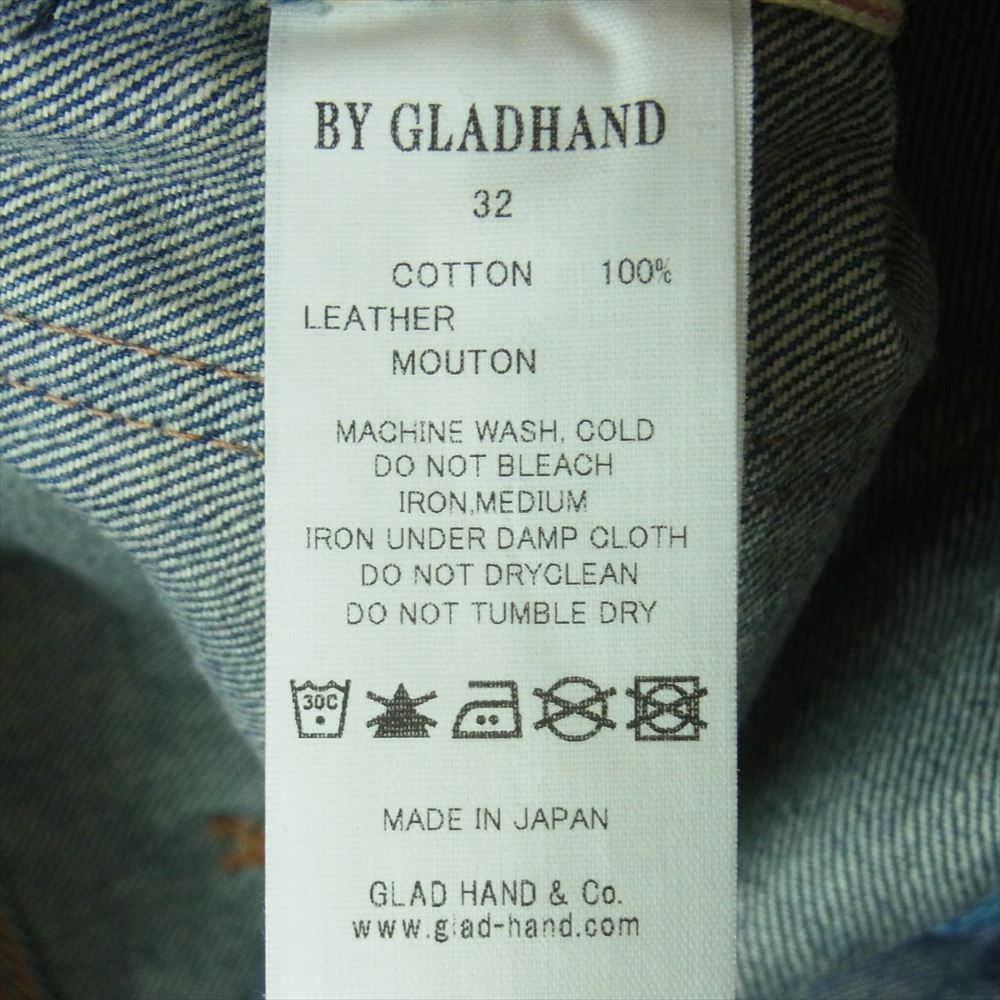 BY GLADHAND
32
COTTON 100%
LEATHER
MOUTON
MACHINE WASH, COLD
DO NOT BLEACH
IRON,MEDIUM
IRON UNDER DAMP CLOTH
DO NOT DRYCLEAN
DO NOT TUMBLE DRY
30C
MADE IN JAPAN
GLAD HAND & Co.
www.glad-hand.com